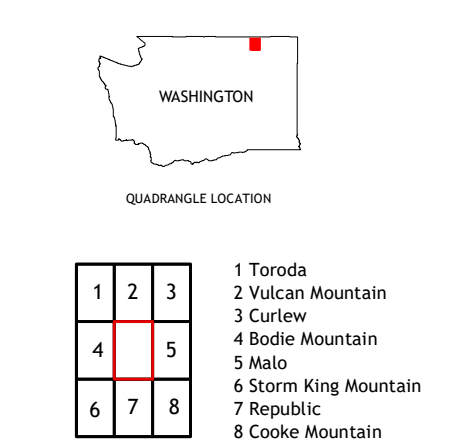 WASHINGTON
QUADRANGLE LOCATION
1 2 3
4 5
6 7 8
1 Toroda
2 Vulcan Mountain
3 Curlew
4 Bodie Mountain
5 Malo
6 Storm King Mountain
7 Republic
8 Cooke Mountain